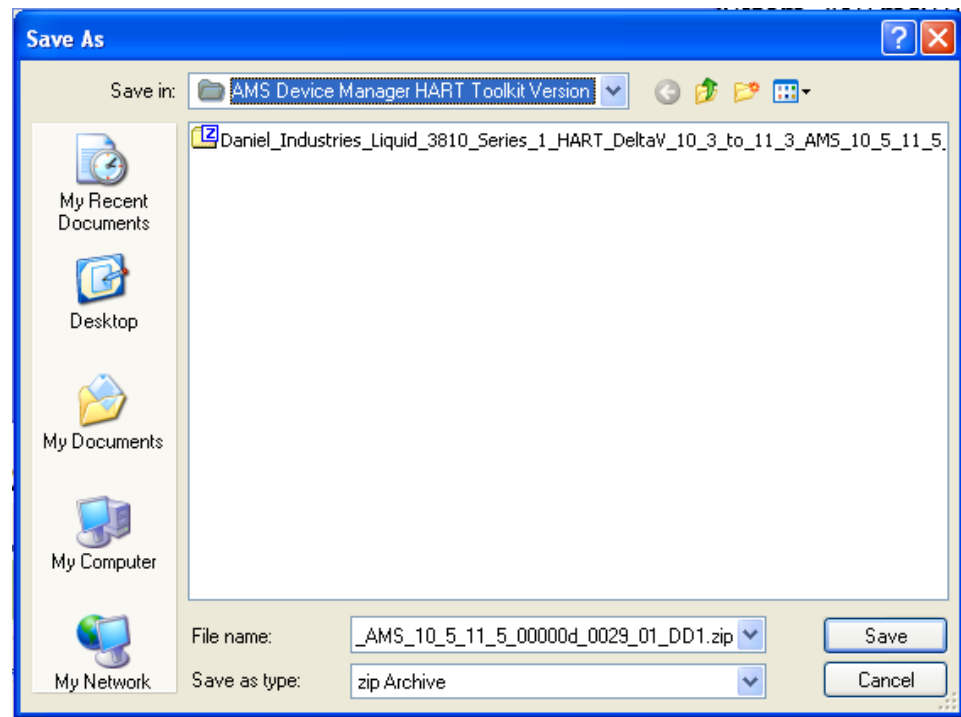 Save As
Save in:
AMS Device Manager HART Toolkit Version
Daniel_Industries_Liquid_3810_Series_1_HART_DeltaV_10_3_to_11_3_AMS_10_5_11_5_
My Recent
Documents
Desktop
My Documents
My Computer
My Network
File name:
_AMS_10_5_11_5_00000d_0029_01_DD1.zip
Save
Save as type:
zip Archive
Cancel